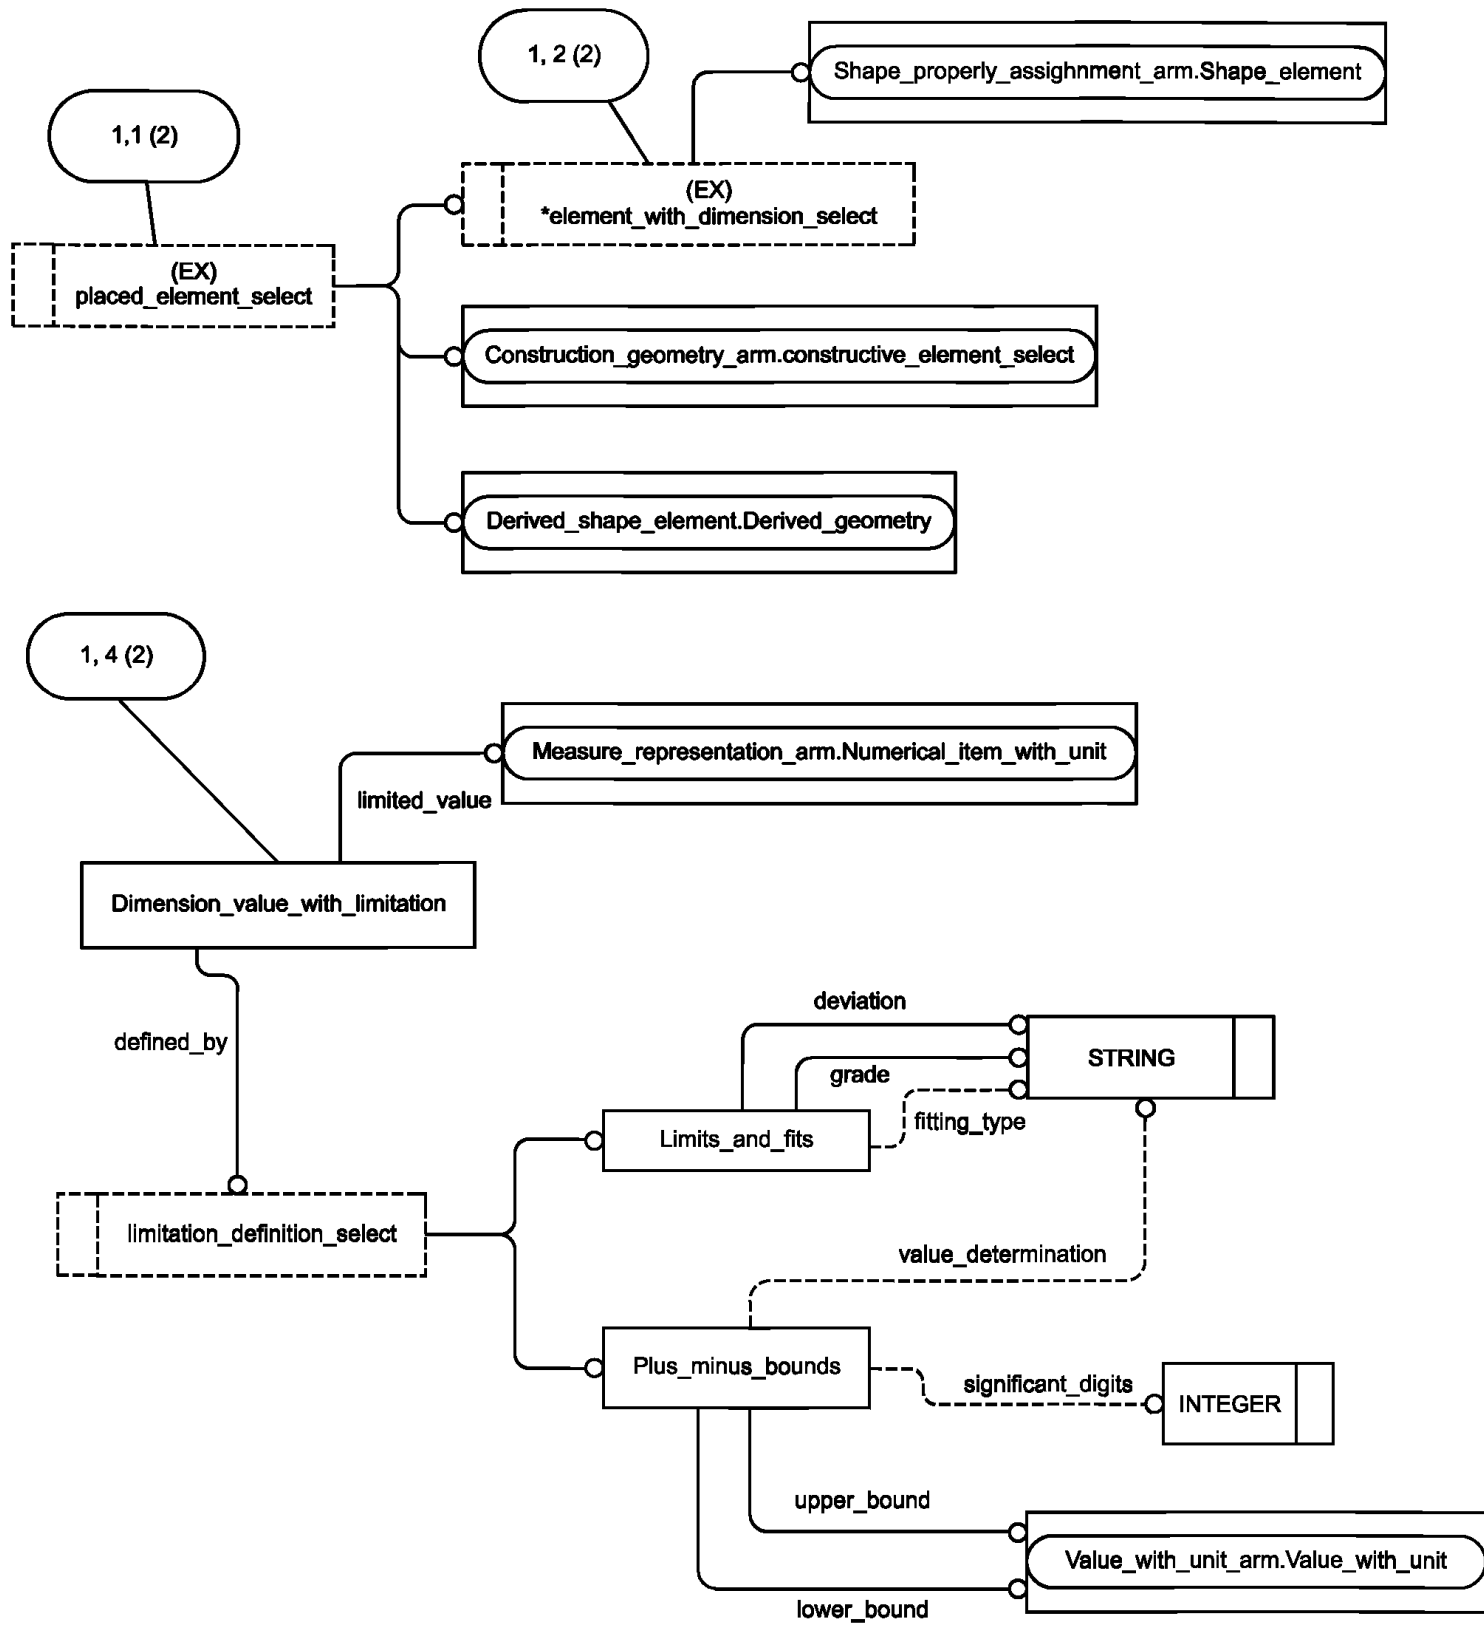 1, 2 (2)
Shape_properly_assighnment_arm.Shape_element
1,1 (2)
(EX)
*element_with_dimension_select
(EX)
placed_element_select
Construction_geometry_arm.constructive_element_select
Derived_shape_element.Derived_geometry
1, 4 (2)
Measure_representation_arm.Numerical_item_with_unit
limited_value
Dimension_value_with_limitation
deviation
defined_by
STRING
grade
fitting_type
Limits_and_fits
limitation_definition_select
value_determination
Plus_minus_bounds
significant_digits
INTEGER
upper_bound
Value_with_unit_arm.Value_with_unit
lower_bound